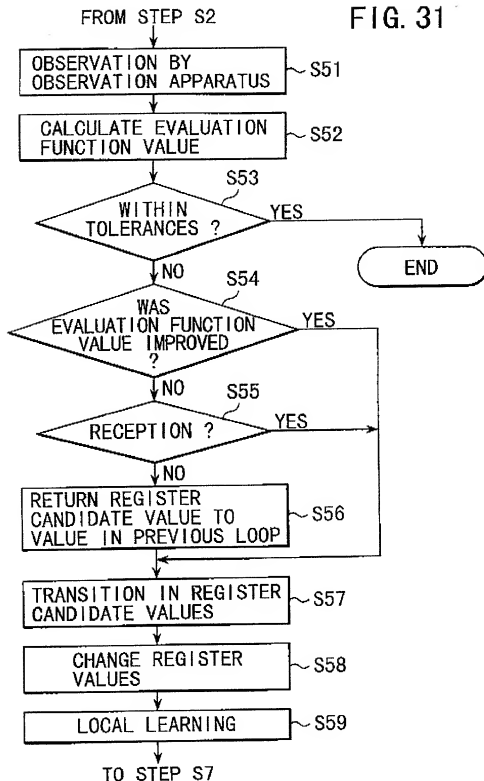 FROM STEP S2
FIG. 31
OBSERVATION BY
OBSERVATION APPARATUS
S51
CALCULATE EVALUATION
FUNCTION VALUE
S52
S53
WITHIN
TOLERANCES ?
YES
END
NO
S54
WAS
EVALUATION FUNCTION
VALUE IMPROVED
?
YES
NO
S55
RECEPTION ?
YES
NO
RETURN REGISTER
CANDIDATE VALUE TO
VALUE IN PREVIOUS LOOP
S56
TRANSITION IN REGISTER
CANDIDATE VALUES
S57
CHANGE REGISTER
VALUES
S58
LOCAL LEARNING
S59
TO STEP S7